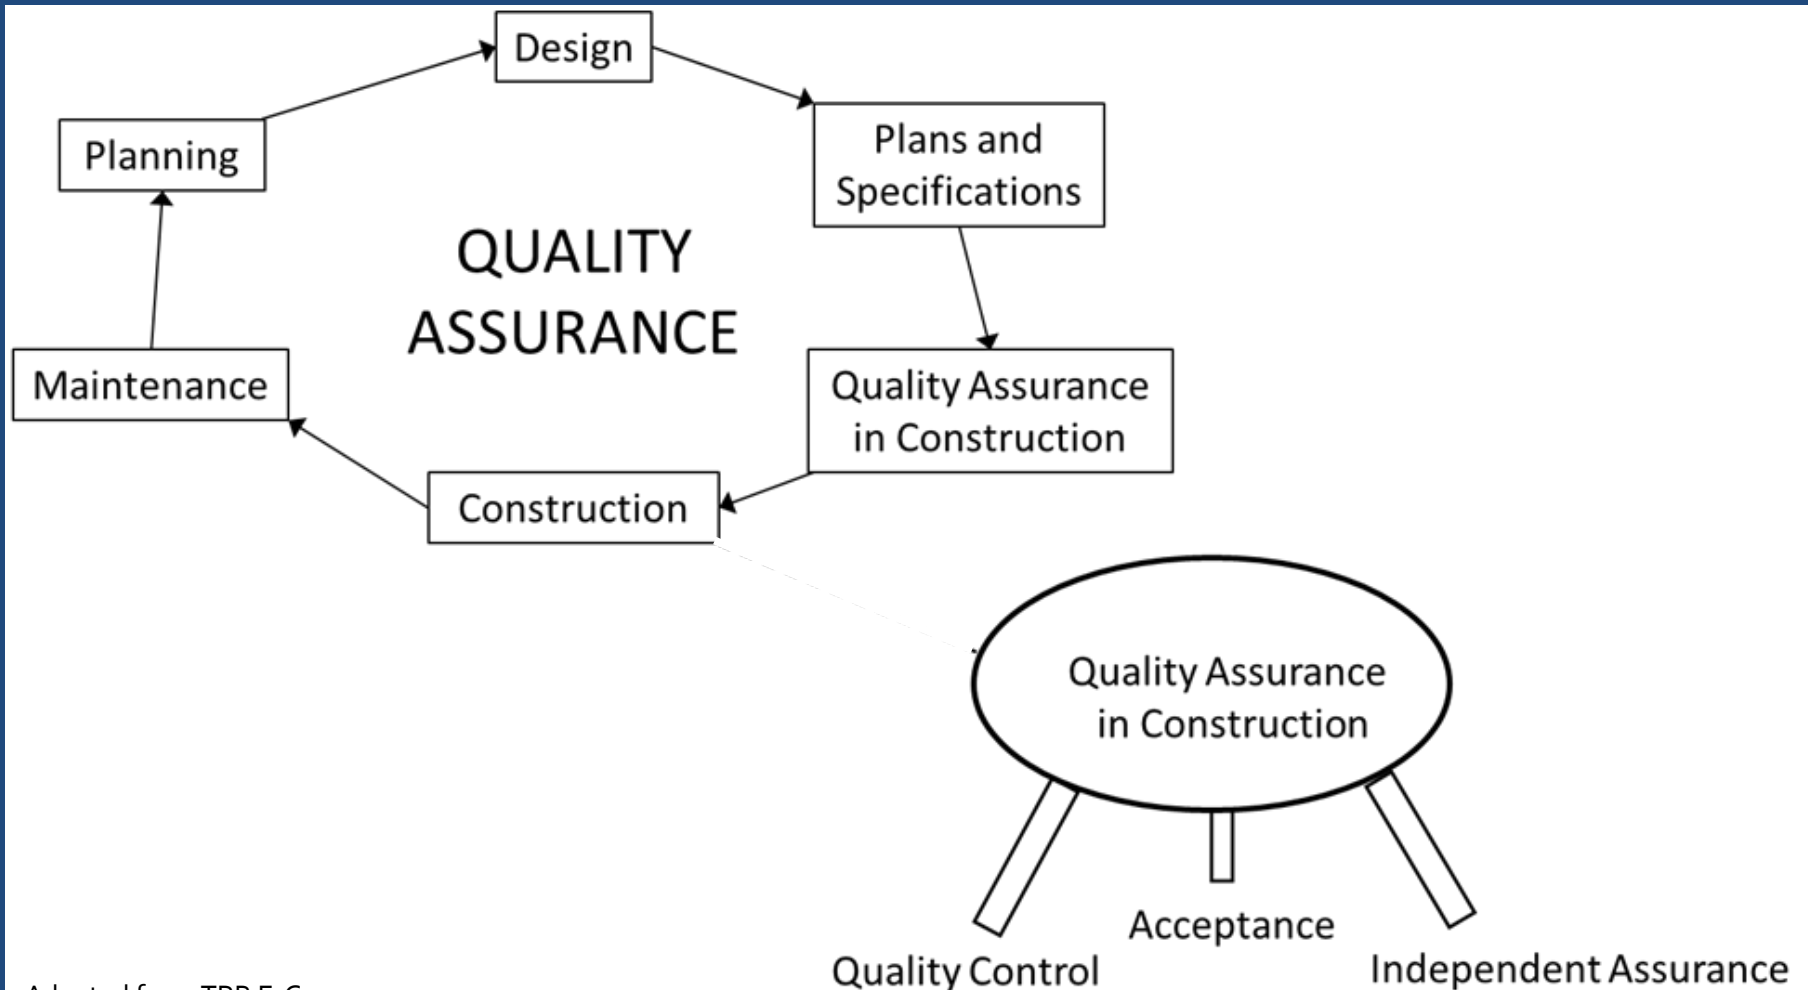 Design
Plans and
Specifications
Planning
QUALITY
ASSURANCE
Maintenance
Quality Assurance
in Construction
Construction
Quality Assurance
in Construction
Acceptance
Quality Control
Independent Assurance